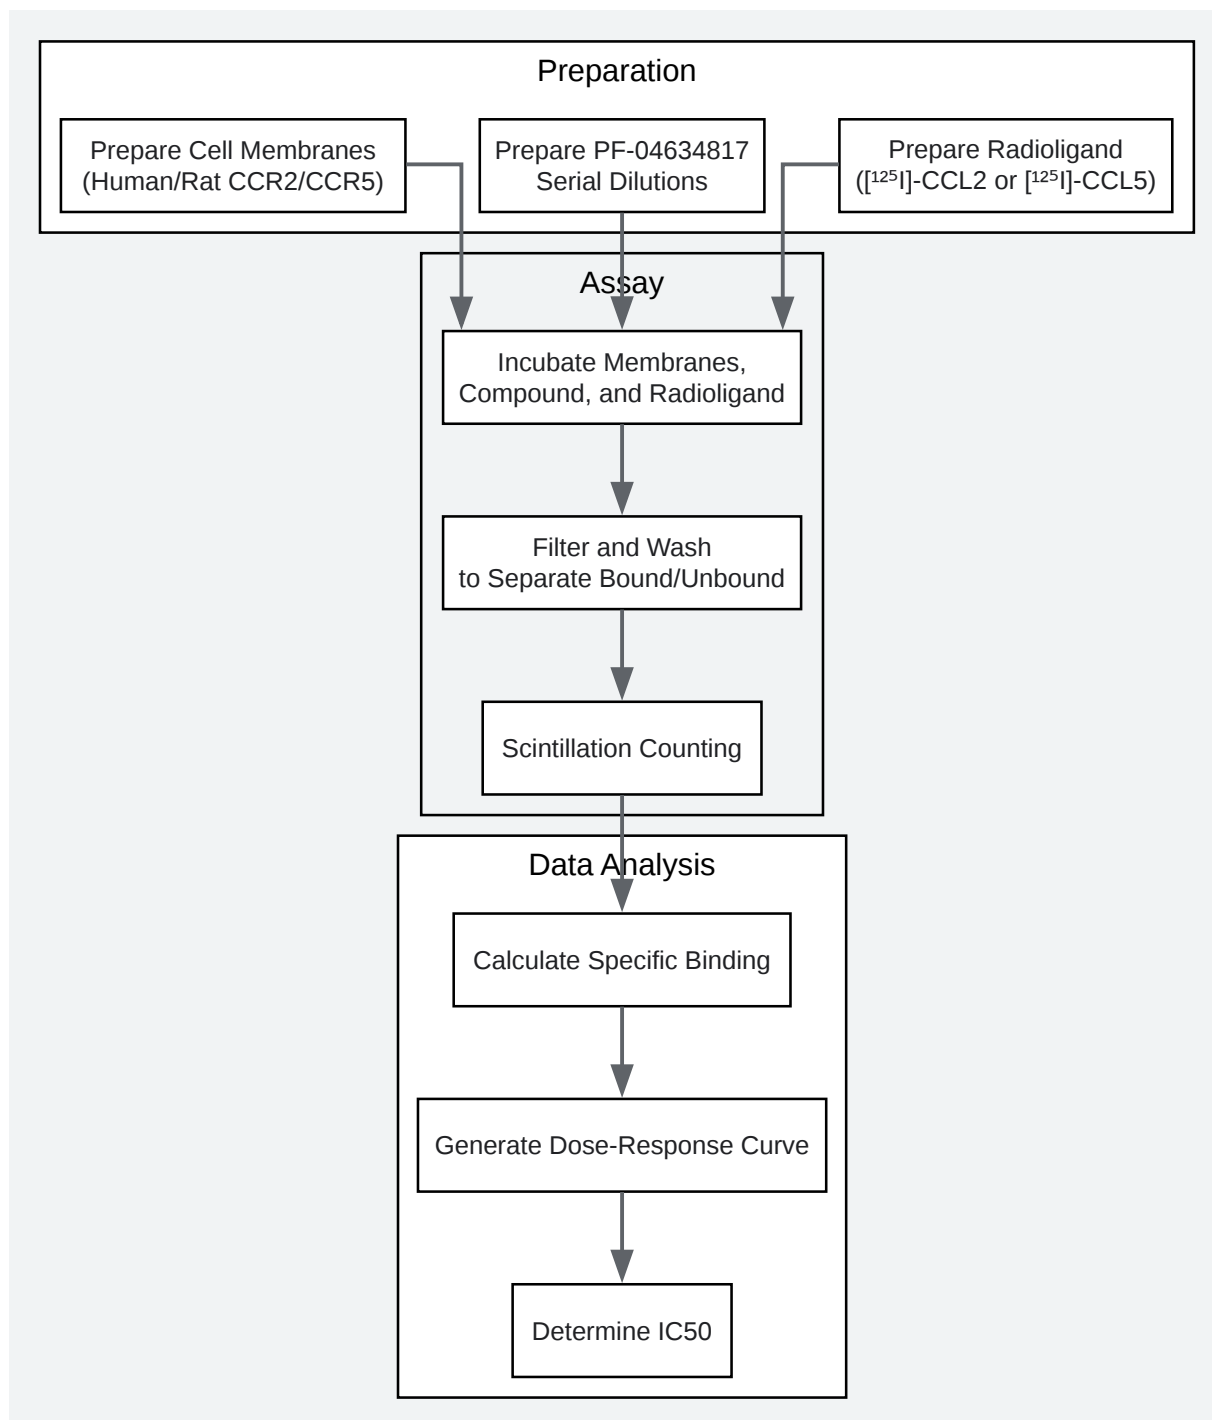 Preparation
Prepare Cell Membranes
(Human/Rat CCR2/CCR5)
Prepare PF-04634817
Serial Dilutions
Prepare Radioligand
([¹²⁵I]-CCL2 or [¹²⁵I]-CCL5)
Assay
Incubate Membranes,
Compound, and Radioligand
Filter and Wash
to Separate Bound/Unbound
Scintillation Counting
Data Analysis
Calculate Specific Binding
Generate Dose-Response Curve
Determine IC50